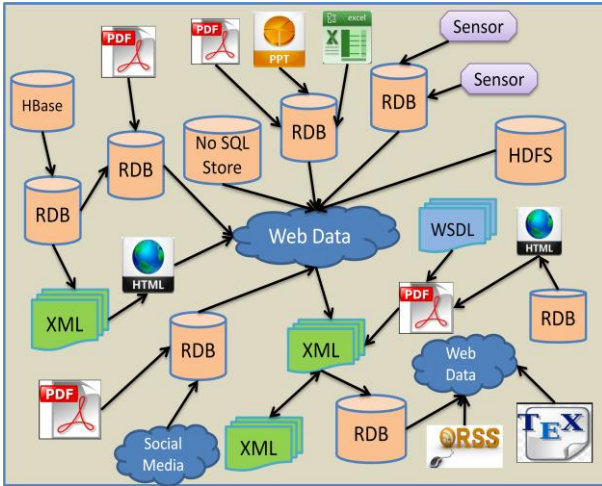 Sensor
PDF
PDF
PPT
excel
Sensor
RDB
HBase
RDB
RDB
No SQL
Store
HDFS
RDB
Web Data
WSDL
HTML
HTML
PDF
XML
RDB
XML
RDB
Web
Data
PDF
RDB
RSS
TEX
Social
Media
XML